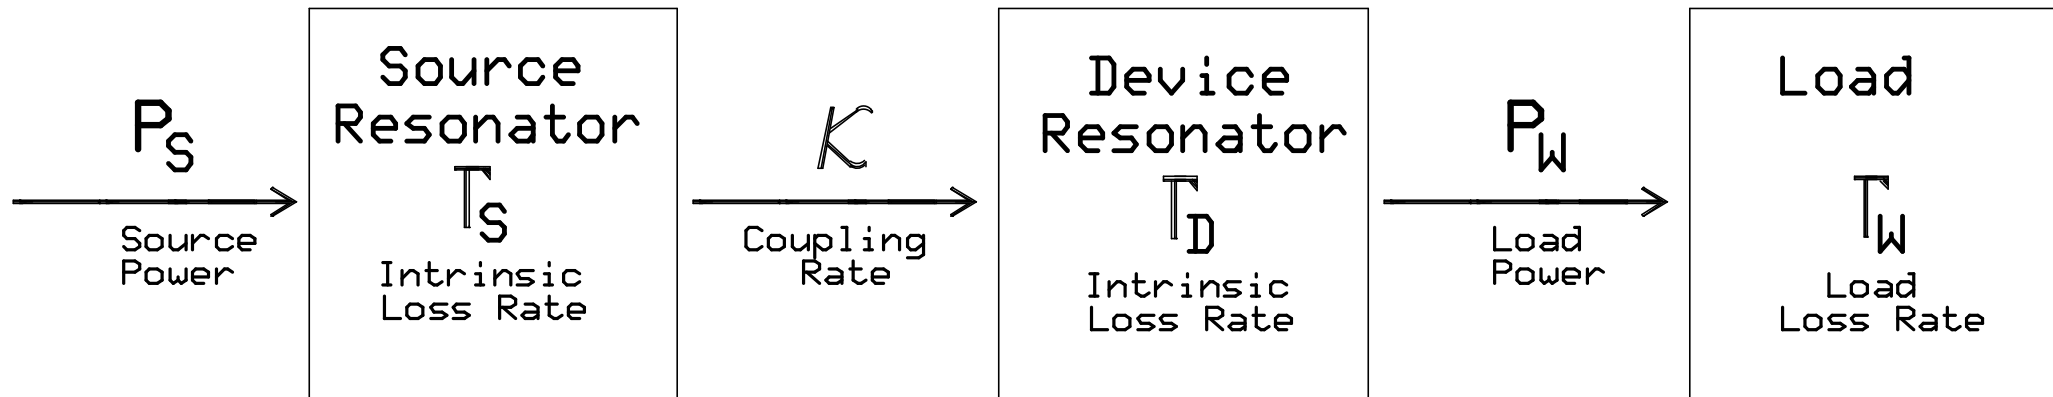 P_S
Source
Power
Source
Resonator
Γ_S
Intrinsic
Loss Rate
K
Coupling
Rate
Device
Resonator
Γ_D
Intrinsic
Loss Rate
P_W
Load
Power
Load
Γ_W
Load
Loss Rate